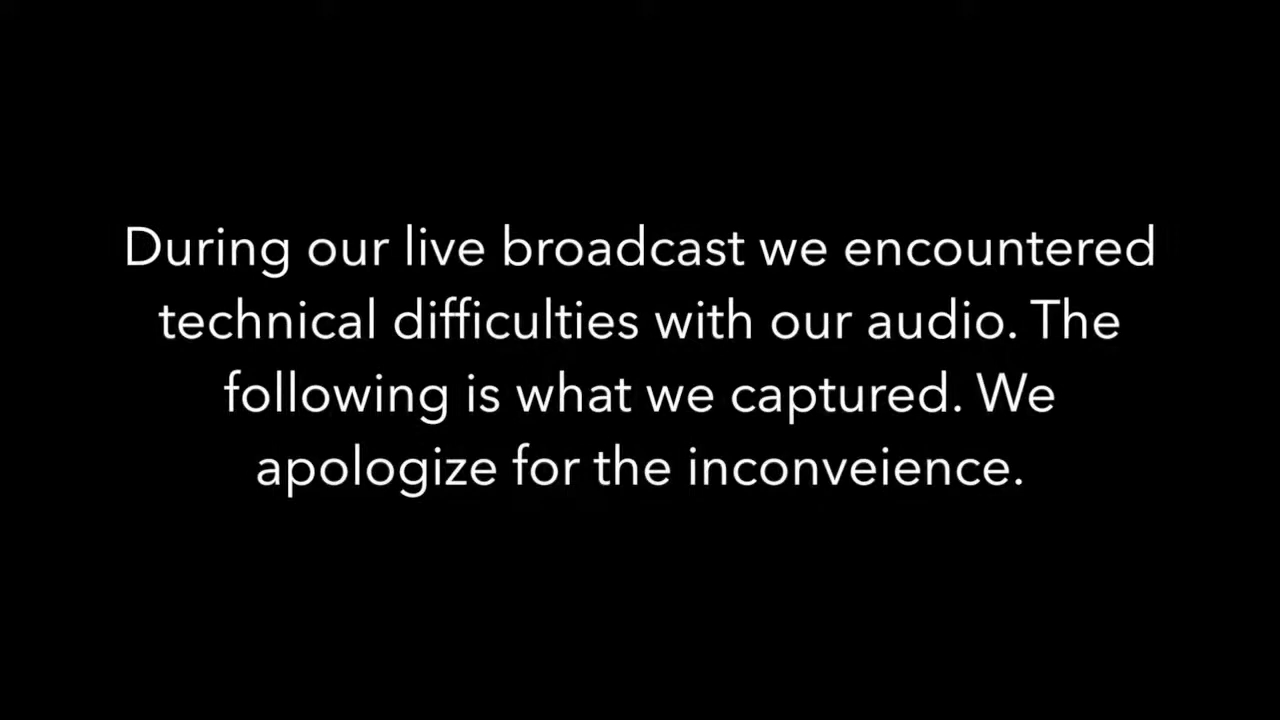 During our live broadcast we encountered
technical difficulties with our audio. The
following is what we captured. We
apologize for the inconveience.